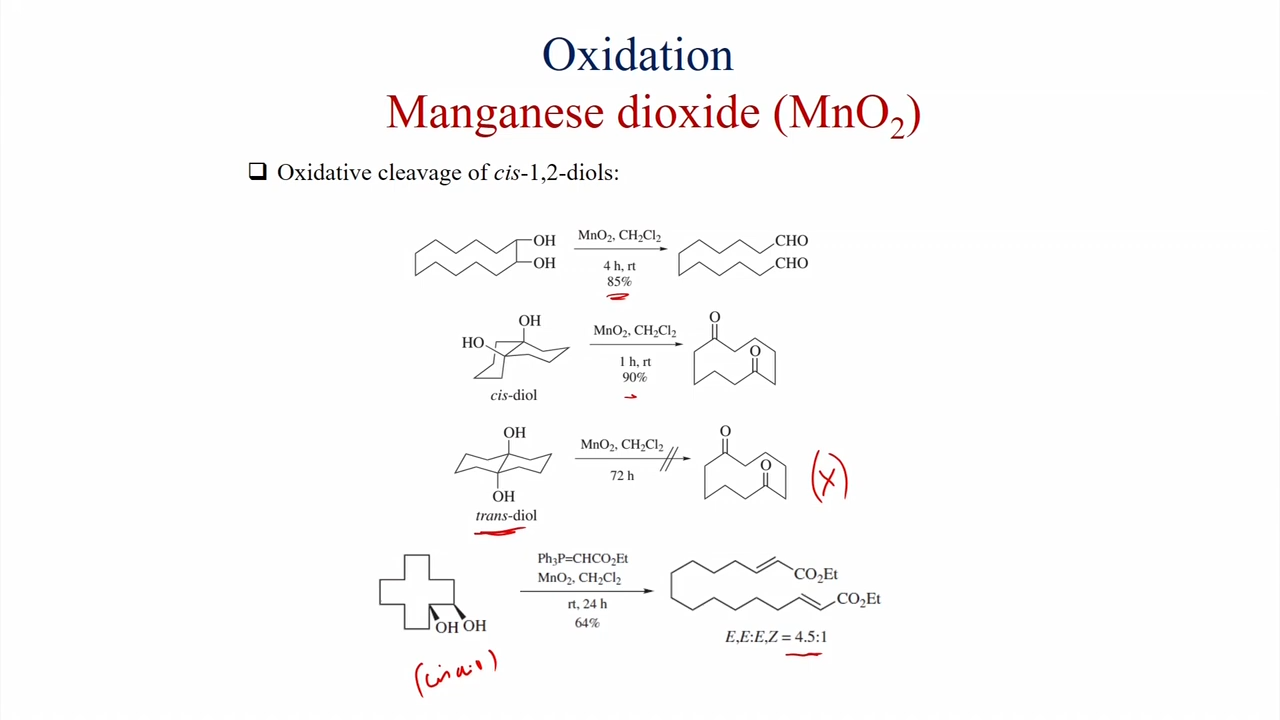 Oxidation
Manganese dioxide (MnO₂)
❑ Oxidative cleavage of cis-1,2-diols:
OH
OH
MnO₂, CH₂Cl₂
4 h, rt
85%
CHO
CHO
OH
HO
cis-diol
MnO₂, CH₂Cl₂
1 h, rt
90%
O
O
OH
OH
trans-diol
MnO₂, CH₂Cl₂
72 h
O
O
(X)
OH OH
Ph₃P=CHCO₂Et
MnO₂, CH₂Cl₂
rt, 24 h
64%
CO₂Et
CO₂Et
E,E:E,Z = 4.5:1